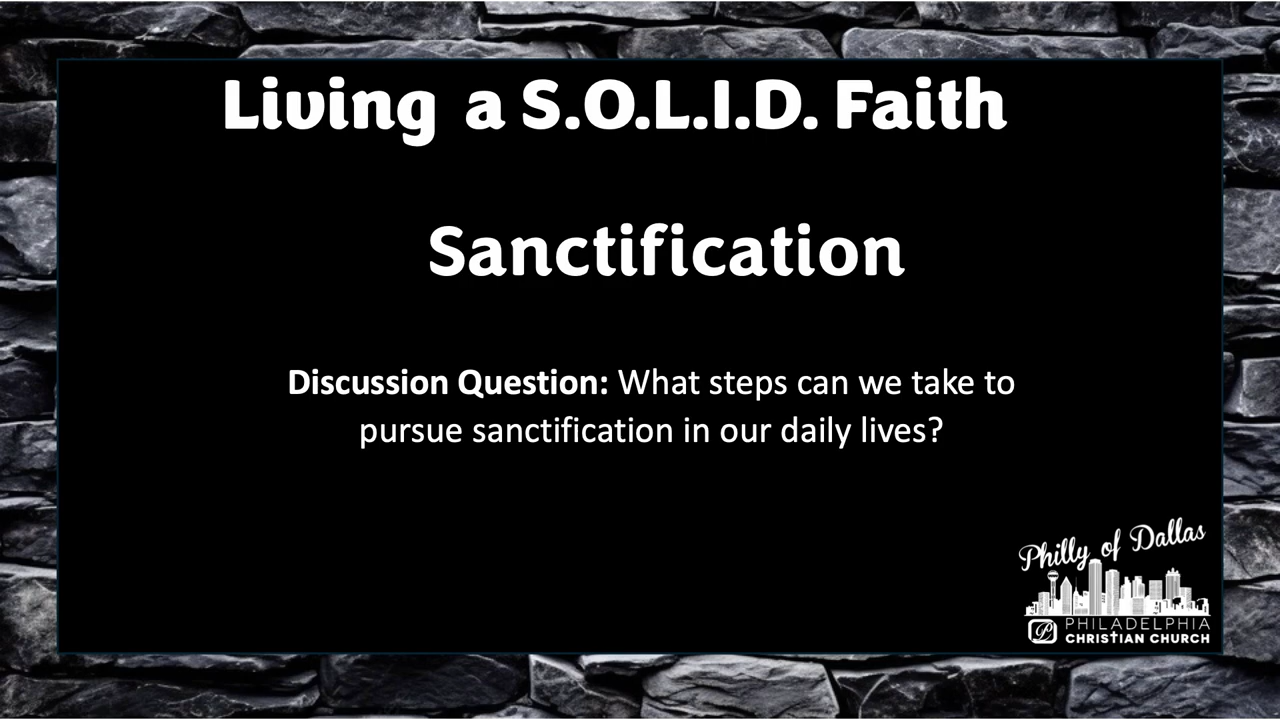 Living a S.O.L.I.D. Faith
Sanctification
Discussion Question: What steps can we take to
pursue sanctification in our daily lives?
Philly of Dallas
PHILADELPHIA
CHRISTIAN CHURCH